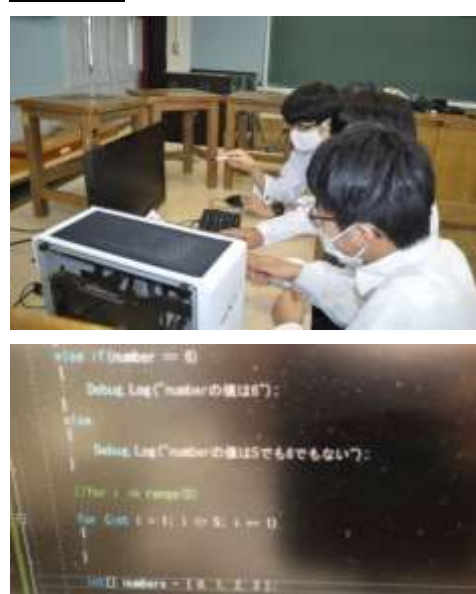 else if(number == 6)
{
Debug.Log("numberの値は6");
}
else
{
Debug.Log("numberの値は5でも6でもない");
}
//for i in range(5)
for (int i = 1; i <= 5; i += 1)
{
}
int[] numbers = { 0, 1, 2, 3 };